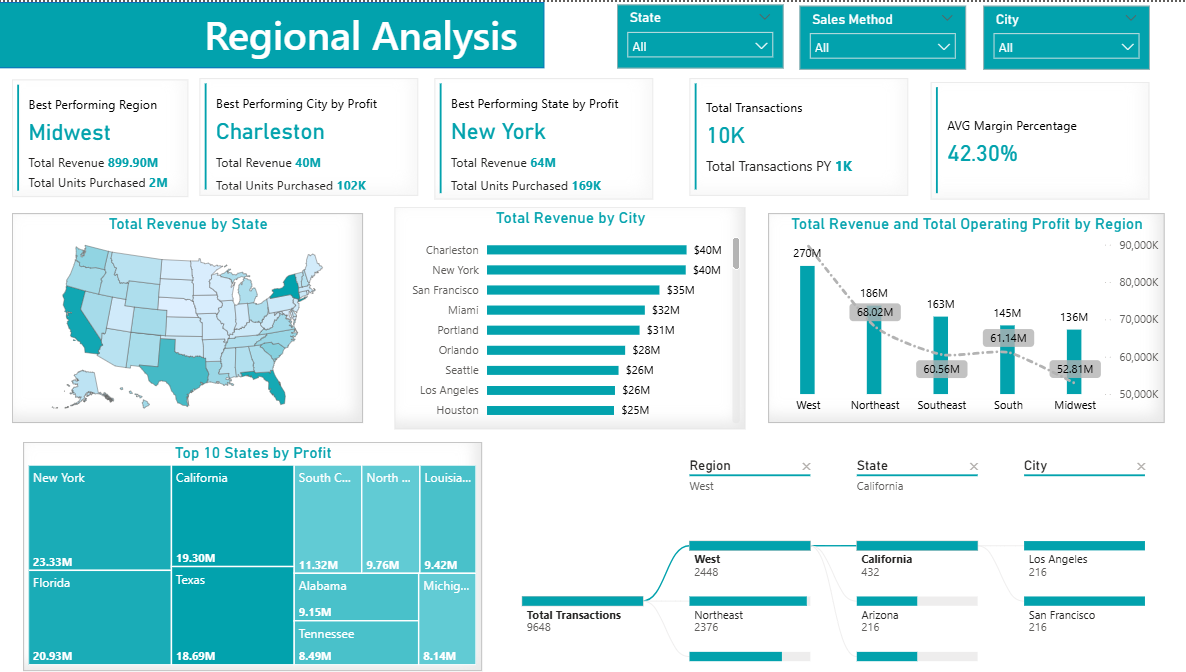 Regional Analysis
State
All
Sales Method
All
City
All
Best Performing Region
Midwest
Total Revenue 899.90M
Total Units Purchased 2M
Best Performing City by Profit
Charleston
Total Revenue 40M
Total Units Purchased 102K
Best Performing State by Profit
New York
Total Revenue 64M
Total Units Purchased 169K
Total Transactions
10K
Total Transactions PY 1K
AVG Margin Percentage
42.30%
Total Revenue by State
Total Revenue by City
Charleston $40M
New York $40M
San Francisco $35M
Miami $32M
Portland $31M
Orlando $28M
Seattle $26M
Los Angeles $26M
Houston $25M
Total Revenue and Total Operating Profit by Region
90,000K
80,000K
70,000K
60,000K
50,000K
270M
186M
163M
145M
136M
68.02M
60.56M
61.14M
52.81M
West Northeast Southeast South Midwest
Top 10 States by Profit
New York
23.33M
Florida
20.93M
California
19.30M
Texas
18.69M
South C...
11.32M
North ...
9.76M
Louisia...
9.42M
Alabama
9.15M
Tennessee
8.49M
Michig...
8.14M
Region
West
State
California
City
Total Transactions
9648
West
2448
Northeast
2376
California
432
Arizona
216
Los Angeles
216
San Francisco
216